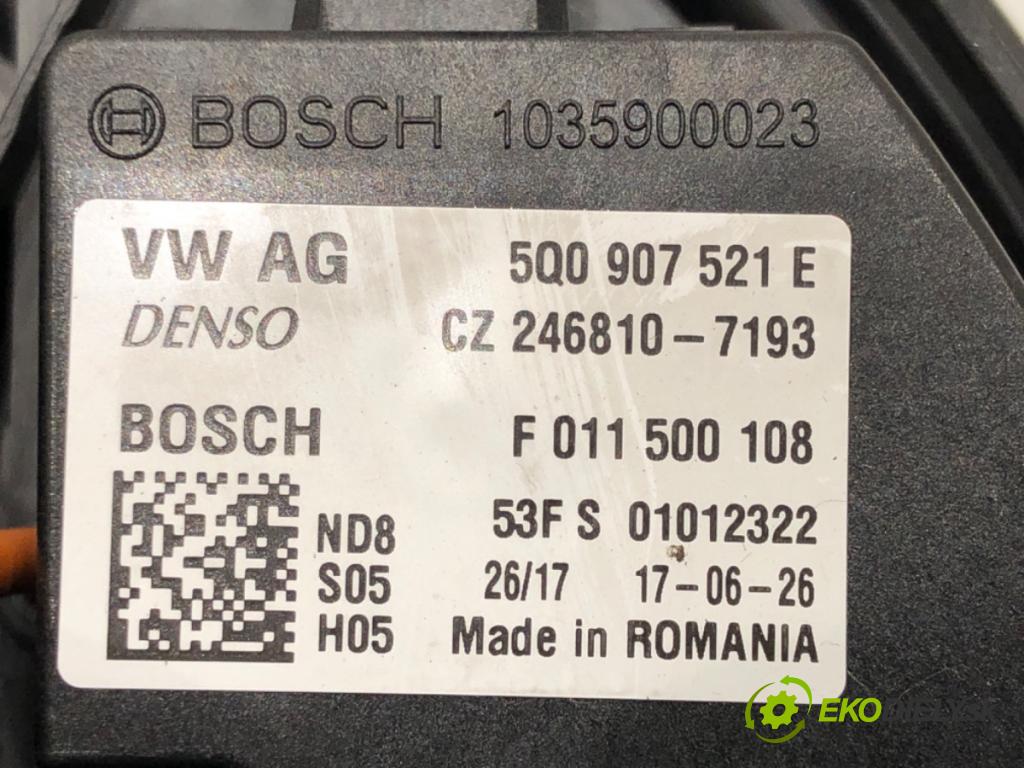 BOSCH 1035900023
VW AG 5Q0 907 521 E
DENSO CZ 246810-7193
BOSCH F 011 500 108
ND8 53F S 01012322
S05 26/17 17-06-26
H05 Made in ROMANIA
EKO